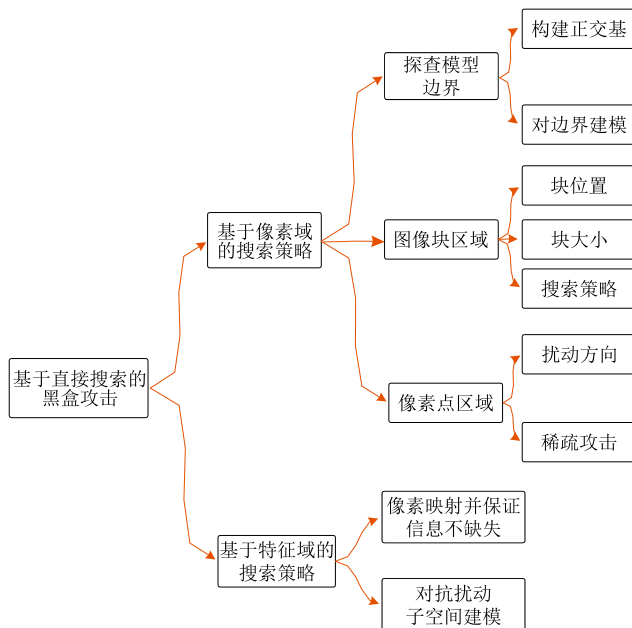 构建正交基
探查模型
边界
对边界建模
块位置
基于像素域
的搜索策略
图像块区域
块大小
搜索策略
扰动方向
基于直接搜索的
黑盒攻击
像素点区域
稀疏攻击
像素映射并保证
信息不缺失
基于特征域的
搜索策略
对抗扰动
子空间建模